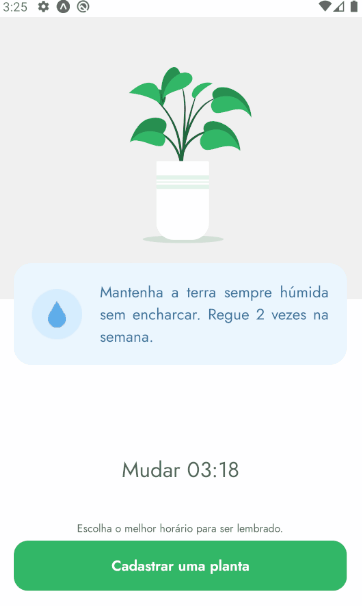 3:25
Mantenha a terra sempre húmida
sem encharcar. Regue 2 vezes na
semana.
Mudar 03:18
Escolha o melhor horário para ser lembrado.
Cadastrar uma planta